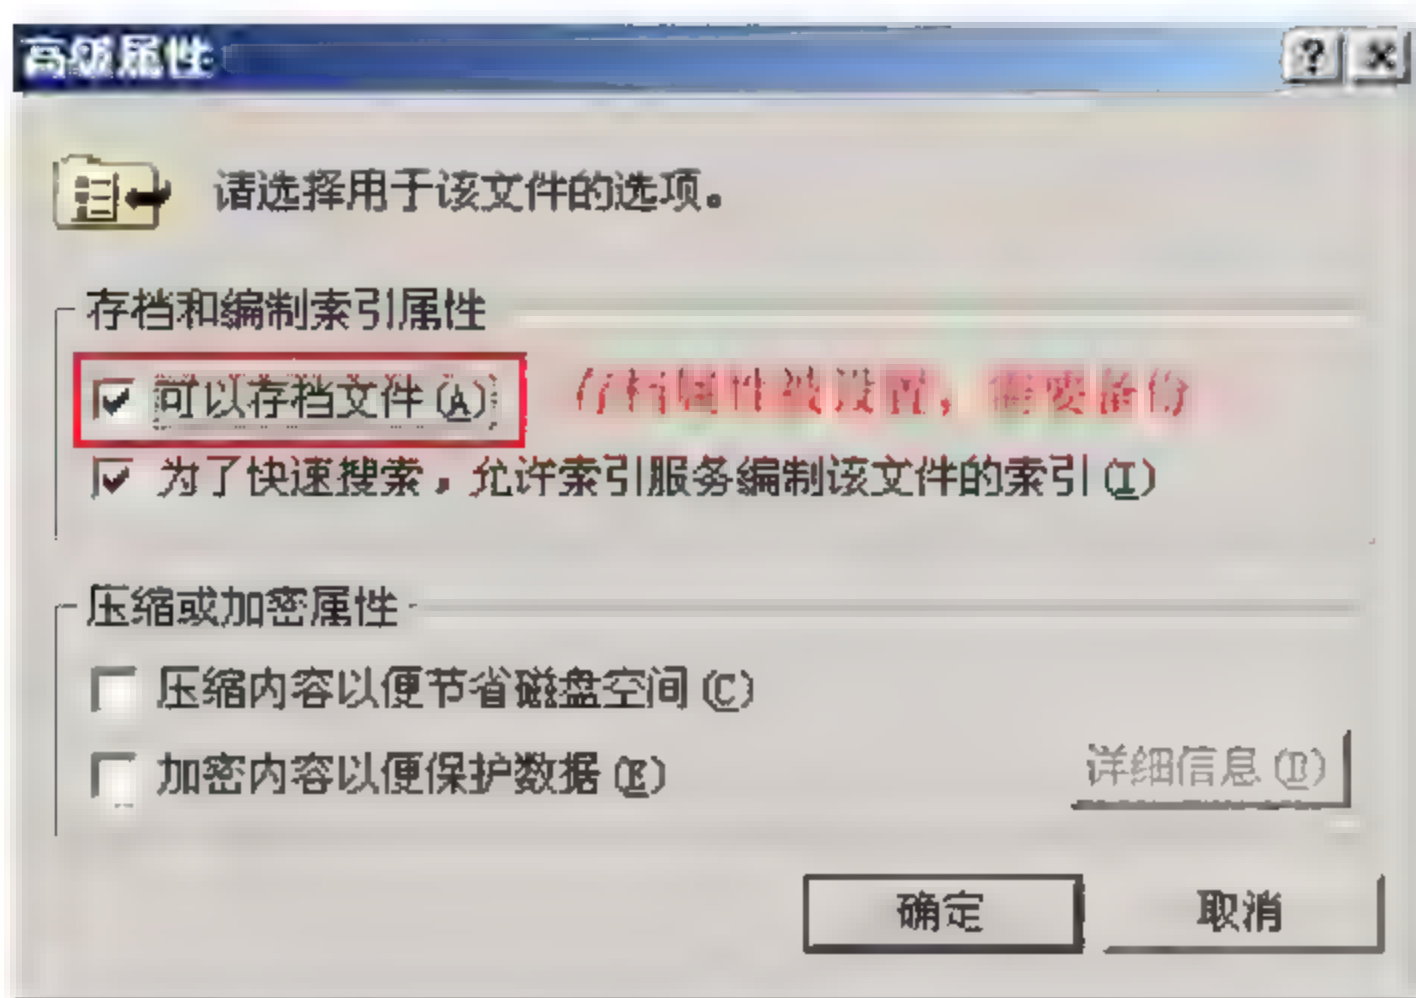 高级属性
请选择用于该文件的选项。
存档和编制索引属性
可以存档文件(A)
存档属性被设置，需要备份
为了快速搜索，允许索引服务编制该文件的索引(I)
压缩或加密属性
压缩内容以便节省磁盘空间(C)
加密内容以便保护数据(E)
详细信息(D)
确定
取消